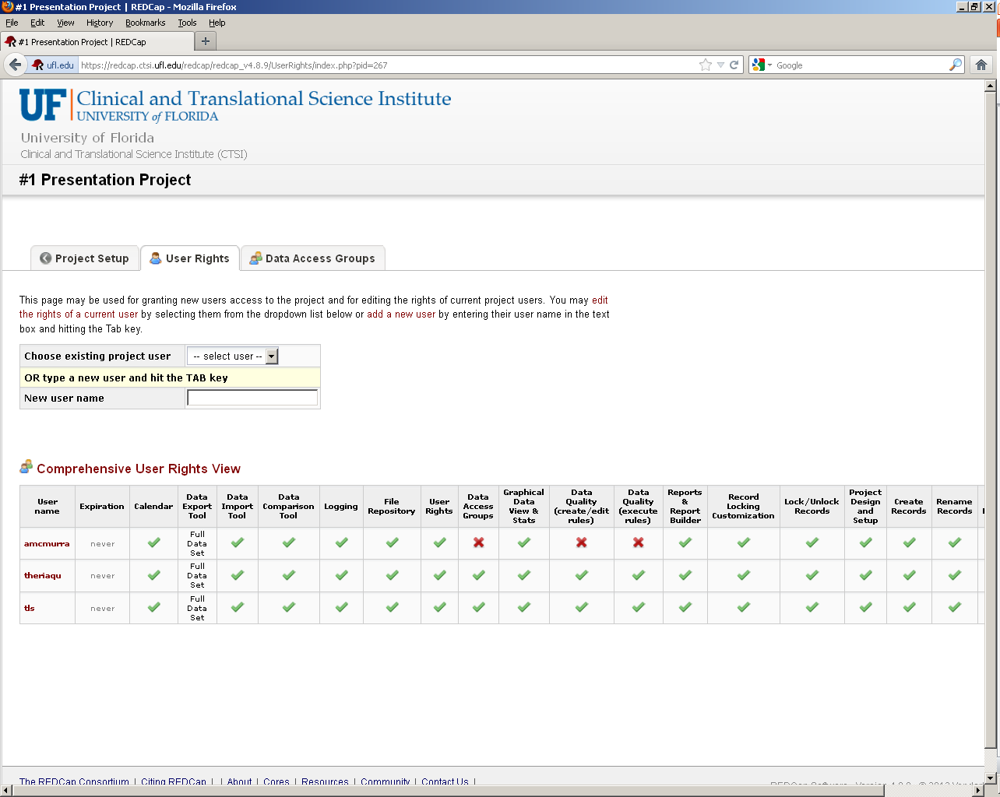 #1 Presentation Project | REDCap - Mozilla Firefox
File Edit View History Bookmarks Tools Help
#1 Presentation Project | REDCap
ufl.edu https://redcap.ctsi.ufl.edu/redcap/redcap_v4.8.9/UserRights/index.php?pid=267 Google
UF Clinical and Translational Science Institute
UNIVERSITY of FLORIDA
University of Florida
Clinical and Translational Science Institute (CTSI)
#1 Presentation Project
Project Setup User Rights Data Access Groups
This page may be used for granting new users access to the project and for editing the rights of current project users. You may edit
the rights of a current user by selecting them from the dropdown list below or add a new user by entering their user name in the text
box and hitting the Tab key.
Choose existing project user -- select user --
OR type a new user and hit the TAB key
New user name
Comprehensive User Rights View
User name Expiration Calendar Data Export Tool Data Import Tool Data Comparison Tool Logging File Repository User Rights Data Access Groups Graphical Data View & Stats Data Quality (create/edit rules) Data Quality (execute rules) Reports & Report Builder Record Locking Customization Lock/Unlock Records Project Design and Setup Create Records Rename Records
amcmurra never Full Data Set
theriaqu never Full Data Set
tls never Full Data Set
The REDCap Consortium | Citing REDCap | | About | Cores | Resources | Community | Contact Us |